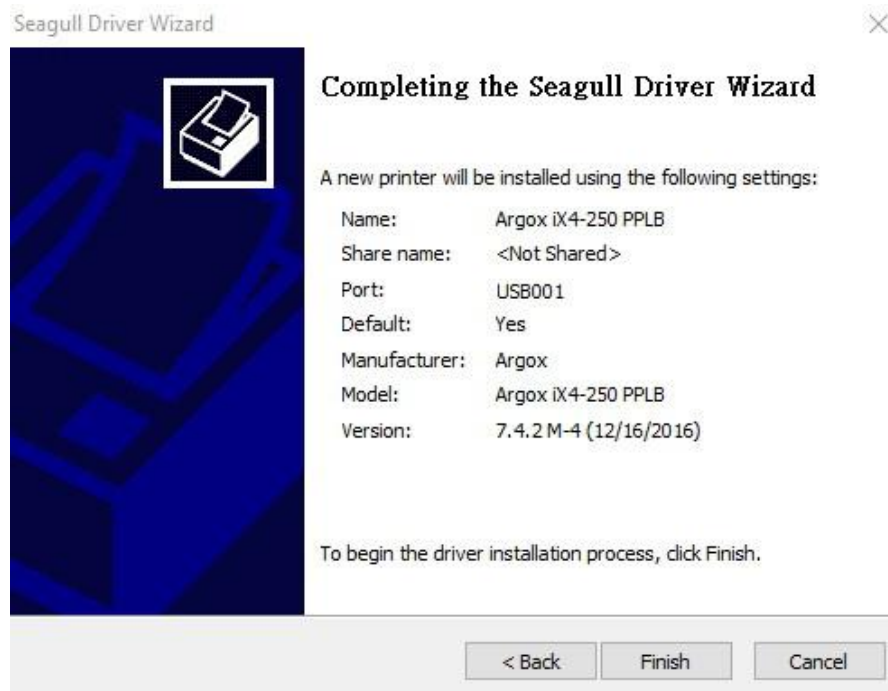 Seagull Driver Wizard
Completing the Seagull Driver Wizard
A new printer will be installed using the following settings:
Name: Argox iX4-250 PPLB
Share name: <Not Shared>
Port: USB001
Default: Yes
Manufacturer: Argox
Model: Argox iX4-250 PPLB
Version: 7.4.2 M-4 (12/16/2016)
To begin the driver installation process, click Finish.
< Back Finish Cancel